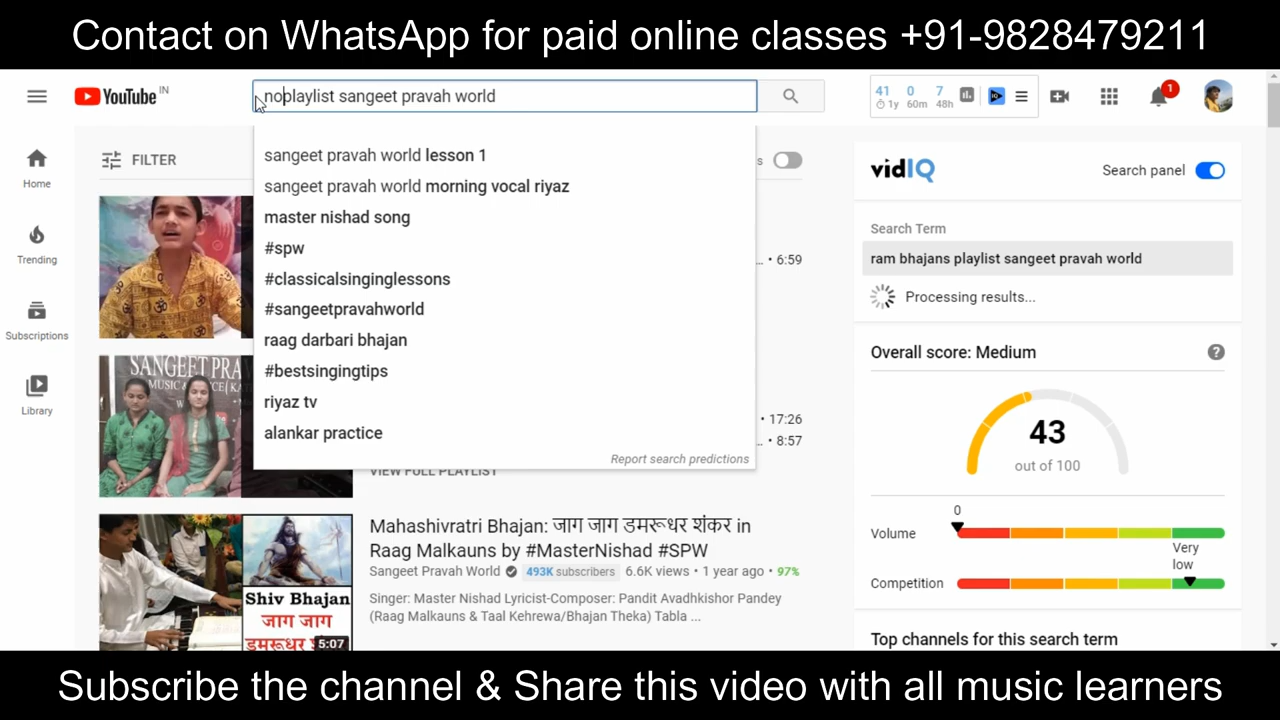 Contact on WhatsApp for paid online classes +91-9828479211
YouTube IN
noplaylist sangeet pravah world
41 0 7
1y 60m 48h
1
Home
Trending
Subscriptions
Library
FILTER
sangeet pravah world lesson 1
sangeet pravah world morning vocal riyaz
master nishad song
#spw
#classicalsinginglessons
#sangeetpravahworld
raag darbari bhajan
#bestsingingtips
riyaz tv
alankar practice
Report search predictions
s
... • 6:59
• 17:26
... • 8:57
SANGEET PRA
VIEW FULL PLAYLIST
Mahashivratri Bhajan: जाग जाग डमरूधर शंकर in
Raag Malkauns by #MasterNishad #SPW
Sangeet Pravah World 493K subscribers 6.6K views • 1 year ago • 97%
Singer: Master Nishad Lyricist-Composer: Pandit Avadhkishor Pandey
(Raag Malkauns & Taal Kehrewa/Bhajan Theka) Tabla ...
Shiv Bhajan
जाग जाग
डमरूधर
5:07
vidIQ
Search panel
Search Term
ram bhajans playlist sangeet pravah world
Processing results...
Overall score: Medium
?
43
out of 100
0
Volume
Very
low
Competition
Top channels for this search term
Subscribe the channel & Share this video with all music learners